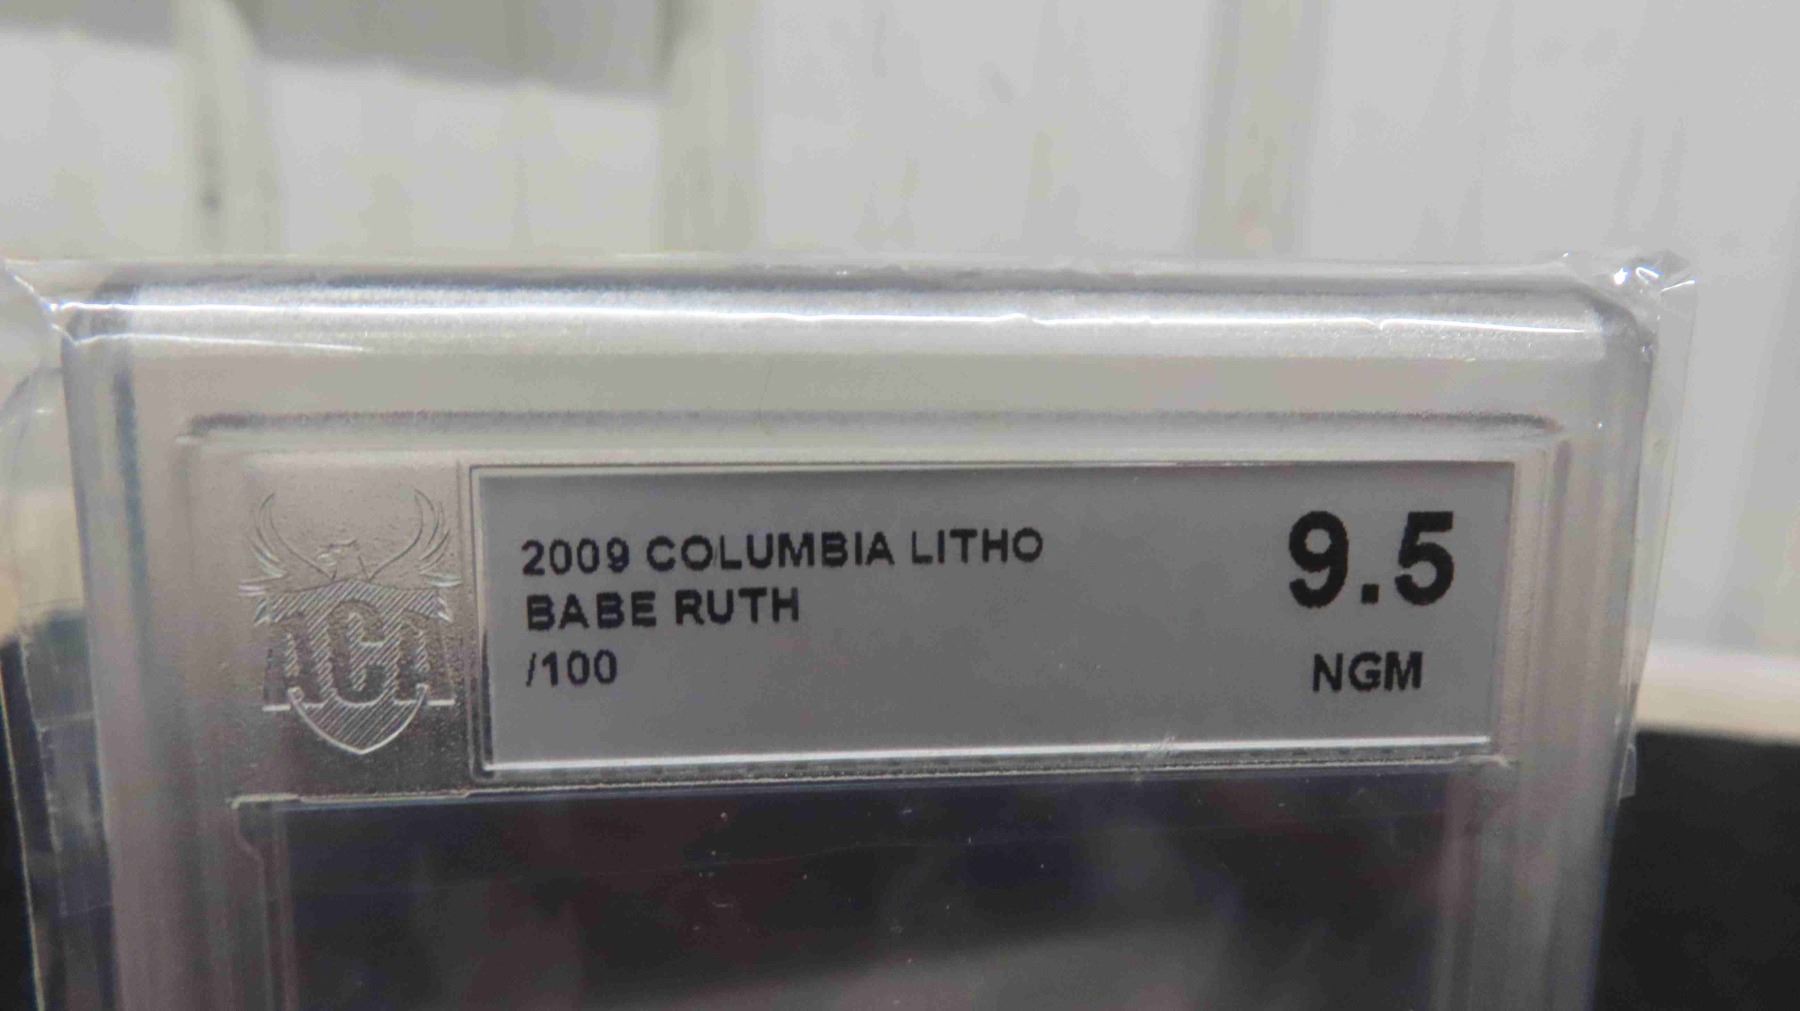 ACA
2009 COLUMBIA LITHO
BABE RUTH
/100
9.5
NGM